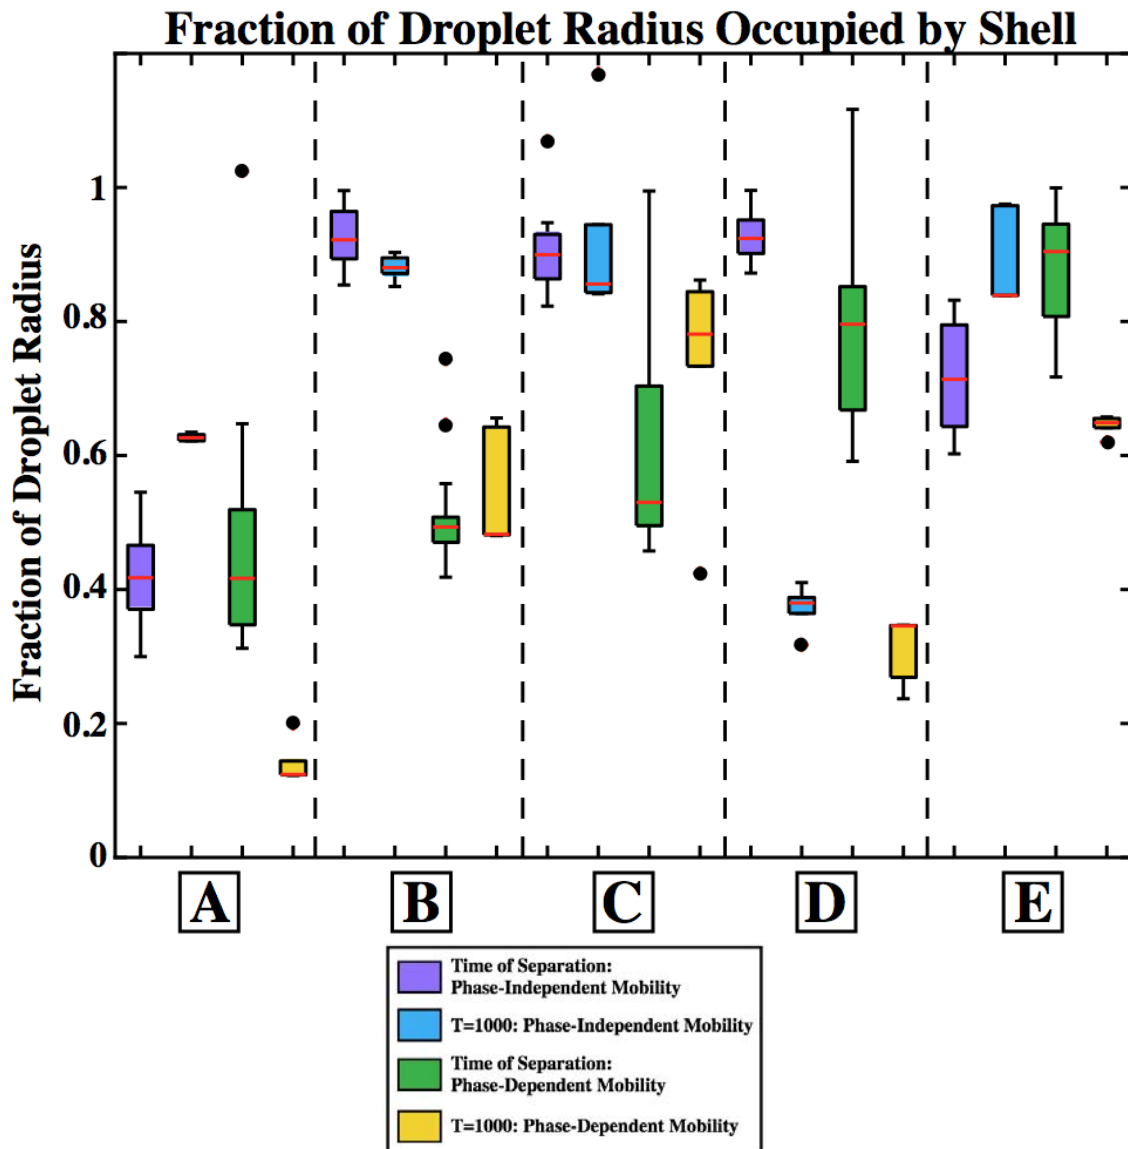 Fraction of Droplet Radius Occupied by Shell
Fraction of Droplet Radius
1
0.8
0.6
0.4
0.2
0
A B C D E
Time of Separation:
Phase-Independent Mobility
T=1000: Phase-Independent Mobility
Time of Separation:
Phase-Dependent Mobility
T=1000: Phase-Dependent Mobility